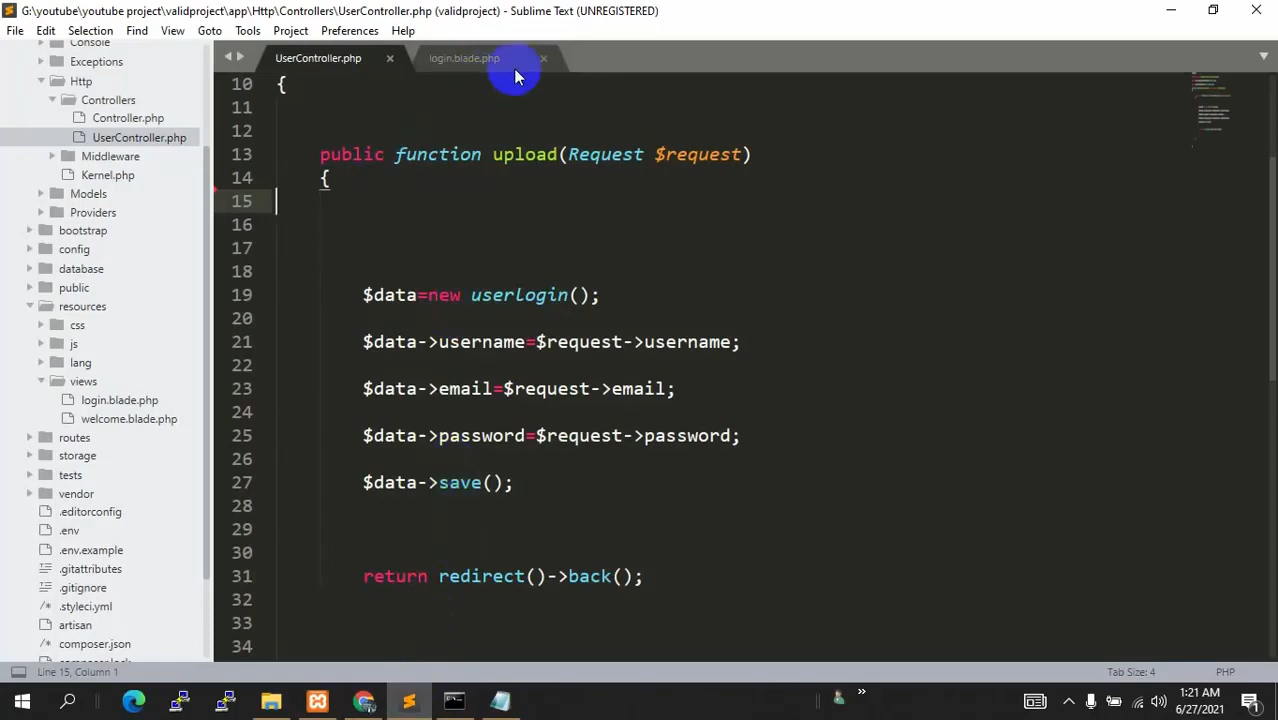 G:\youtube\youtube project\validproject\app\Http\Controllers\UserController.php (validproject) - Sublime Text (UNREGISTERED)
File Edit Selection Find View Goto Tools Project Preferences Help
Console
Exceptions
Http
Controllers
Controller.php
UserController.php
Middleware
Kernel.php
Models
Providers
bootstrap
config
database
public
resources
css
js
lang
views
login.blade.php
welcome.blade.php
routes
storage
tests
vendor
.editorconfig
.env
.env.example
.gitattributes
.gitignore
.styleci.yml
artisan
composer.json
UserController.php × login.blade.php ×
10 {
11
12
13 public function upload(Request $request)
14 {
15
16
17
18
19 $data=new userlogin();
20
21 $data->username=$request->username;
22
23 $data->email=$request->email;
24
25 $data->password=$request->password;
26
27 $data->save();
28
29
30
31 return redirect()->back();
32
33
34
Line 15, Column 1 Tab Size: 4 PHP
1:21 AM
6/27/2021